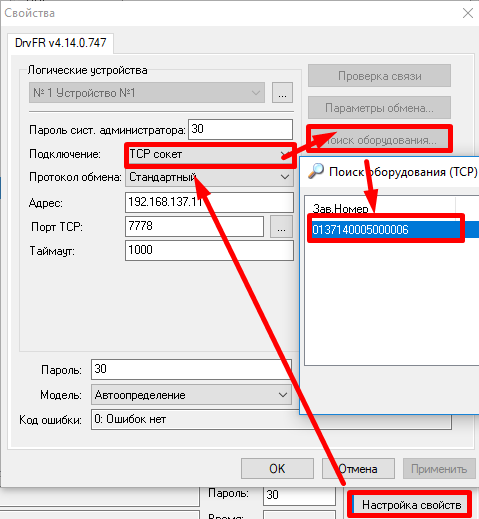 Свойства
DrvFR v4.14.0.747
Логические устройства
№ 1 Устройство №1
...
Проверка связи
Параметры обмена...
Пароль сист. администратора: 30
Поиск оборудования...
Подключение: TCP сокет
Протокол обмена: Стандартный
Поиск оборудования (TCP)
Адрес: 192.168.137.11
Зав.Номер
Порт TCP: 7778
...
0137140005000006
Таймаут: 1000
Пароль: 30
Модель: Автоопределение
Код ошибки: 0: Ошибок нет
OK
Отмена
Применить
Пароль: 30
Настройка свойств
Время: